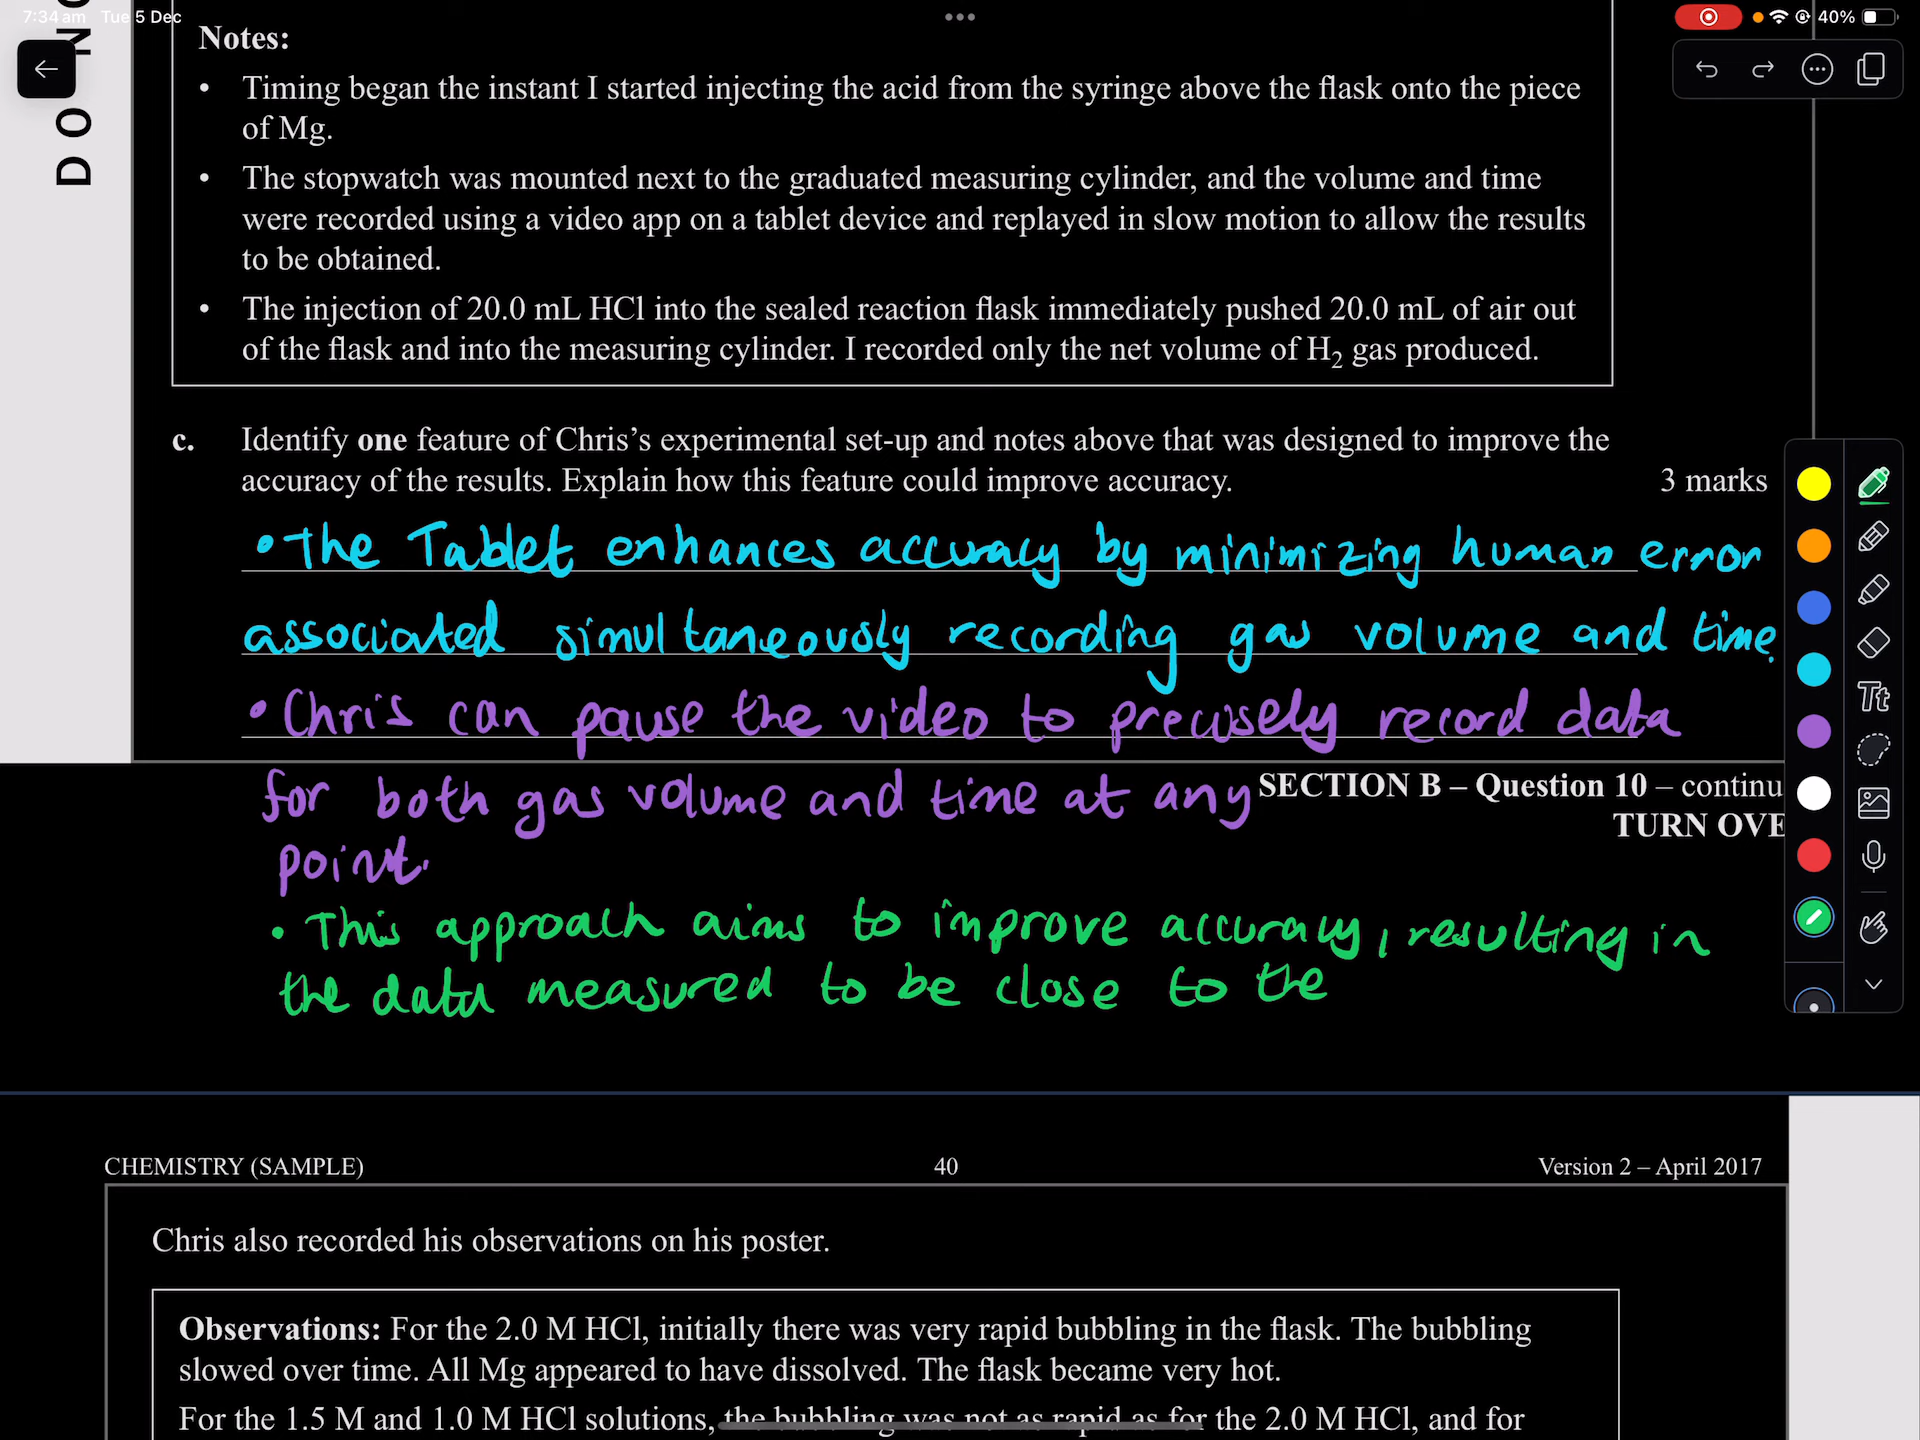 7:34 am Tue 5 Dec
40%
DO NO
Notes:
• Timing began the instant I started injecting the acid from the syringe above the flask onto the piece
of Mg.
• The stopwatch was mounted next to the graduated measuring cylinder, and the volume and time
were recorded using a video app on a tablet device and replayed in slow motion to allow the results
to be obtained.
• The injection of 20.0 mL HCl into the sealed reaction flask immediately pushed 20.0 mL of air out
of the flask and into the measuring cylinder. I recorded only the net volume of H₂ gas produced.
c. Identify one feature of Chris’s experimental set-up and notes above that was designed to improve the
accuracy of the results. Explain how this feature could improve accuracy. 3 marks
• The Tablet enhances accuracy by minimizing human error
associated simultaneously recording gas volume and time.
• Chris can pause the video to precisely record data
for both gas volume and time at any
point.
SECTION B – Question 10 – continu
TURN OVE
• This approach aims to improve accuracy, resulting in
the data measured to be close to the
CHEMISTRY (SAMPLE) 40 Version 2 – April 2017
Chris also recorded his observations on his poster.
Observations: For the 2.0 M HCl, initially there was very rapid bubbling in the flask. The bubbling
slowed over time. All Mg appeared to have dissolved. The flask became very hot.
For the 1.5 M and 1.0 M HCl solutions, the bubbling was not as rapid as for the 2.0 M HCl, and for
Tt